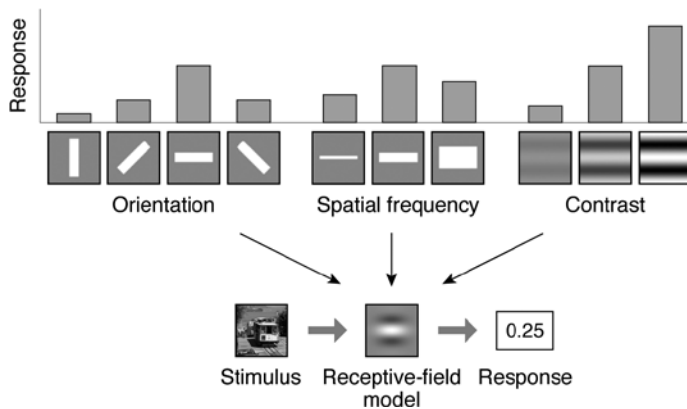 Response
Orientation
Spatial frequency
Contrast
0.25
Stimulus
Receptive-field
model
Response